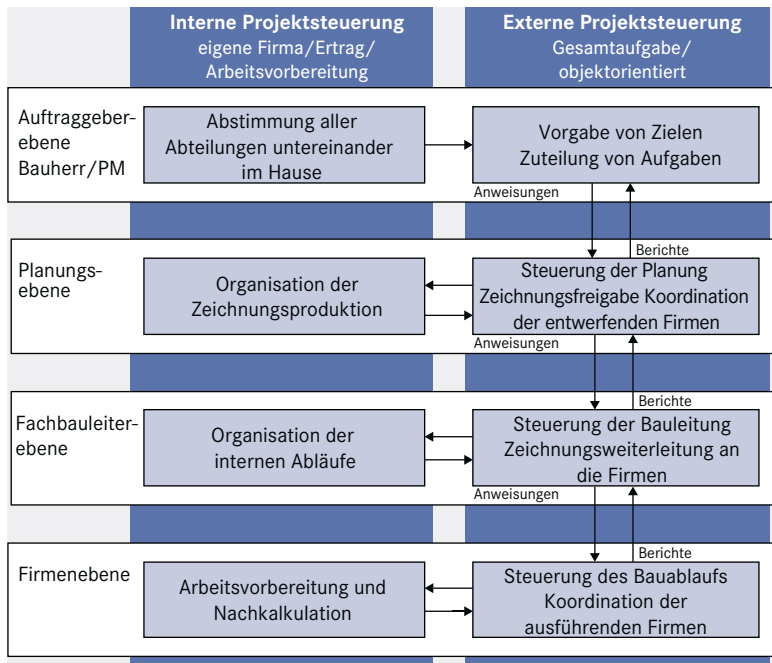 Interne Projektsteuerung
eigene Firma/Ertrag/
Arbeitsvorbereitung
Externe Projektsteuerung
Gesamtaufgabe/
objektorientiert
Auftraggeber-
ebene
Bauherr/PM
Abstimmung aller
Abteilungen untereinander
im Hause
Vorgabe von Zielen
Zuteilung von Aufgaben
Anweisungen
Berichte
Planungs-
ebene
Organisation der
Zeichnungsproduktion
Steuerung der Planung
Zeichnungsfreigabe Koordination
der entwerfenden Firmen
Anweisungen
Berichte
Fachbauleiter-
ebene
Organisation der
internen Abläufe
Steuerung der Bauleitung
Zeichnungsweiterleitung an
die Firmen
Anweisungen
Berichte
Firmenebene
Arbeitsvorbereitung und
Nachkalkulation
Steuerung des Bauablaufs
Koordination der
ausführenden Firmen